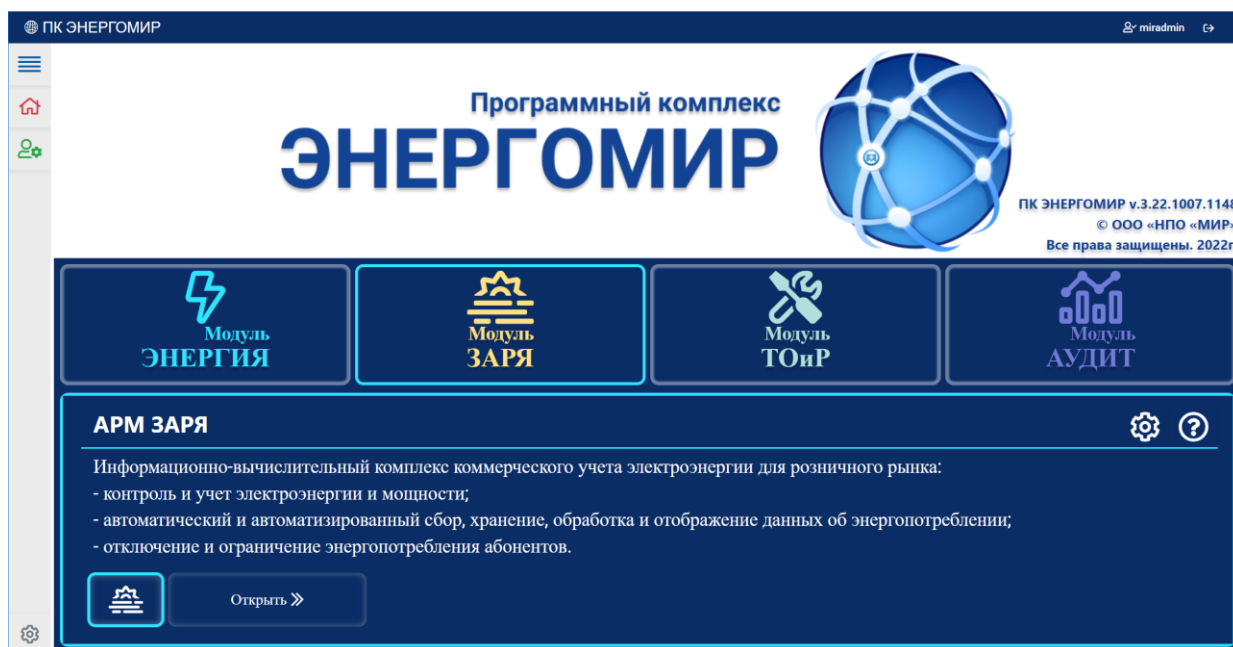 ПК ЭНЕРГОМИР
miradmin
Программный комплекс
ЭНЕРГОМИР
ПК ЭНЕРГОМИР v.3.22.1007.1148
© ООО «НПО «МИР»
Все права защищены. 2022г
Модуль
ЭНЕРГИЯ
Модуль
ЗАРЯ
Модуль
ТОиР
Модуль
АУДИТ
АРМ ЗАРЯ
Информационно-вычислительный комплекс коммерческого учета электроэнергии для розничного рынка:
- контроль и учет электроэнергии и мощности;
- автоматический и автоматизированный сбор, хранение, обработка и отображение данных об энергопотреблении;
- отключение и ограничение энергопотребления абонентов.
Открыть